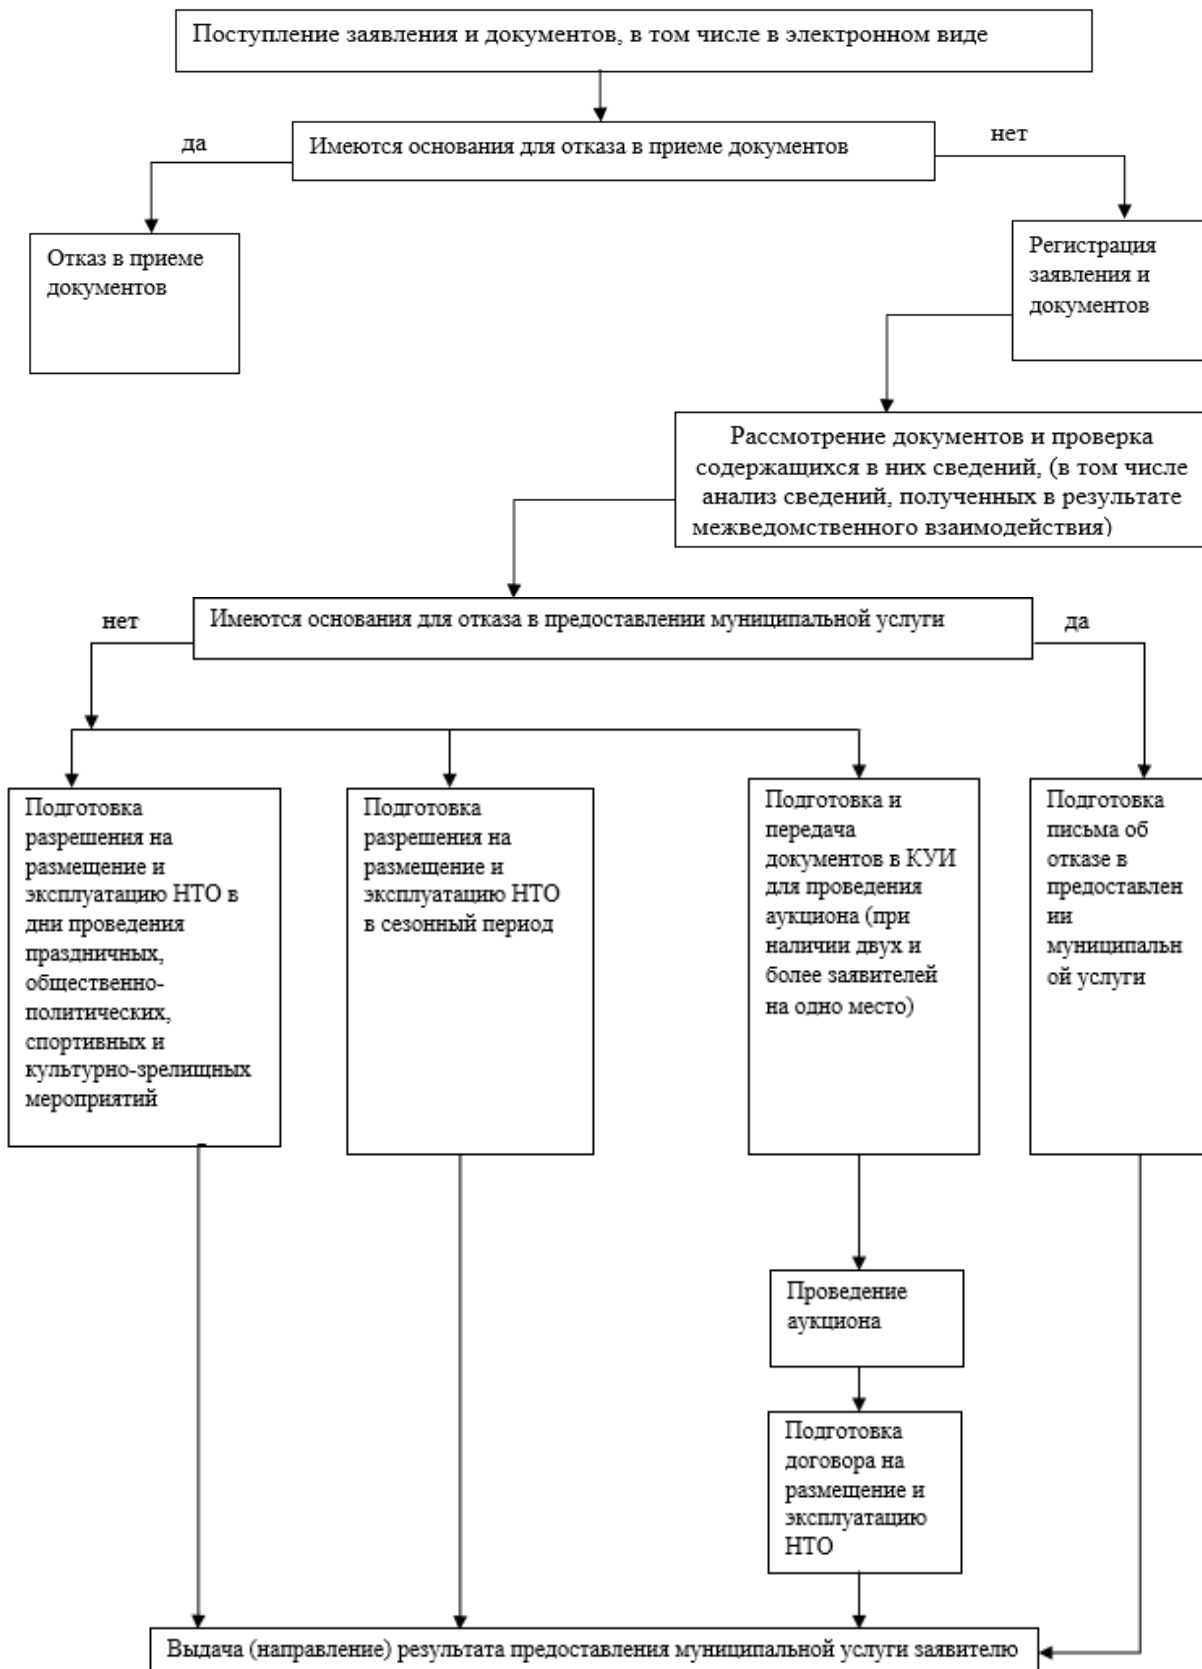 Поступление заявления и документов, в том числе в электронном виде
да
Имеются основания для отказа в приеме документов
нет
Отказ в приеме
документов
Регистрация
заявления и
документов
Рассмотрение документов и проверка
содержащихся в них сведений, (в том числе
анализ сведений, полученных в результате
межведомственного взаимодействия)
нет
Имеются основания для отказа в предоставлении муниципальной услуги
да
Подготовка
разрешения на
размещение и
эксплуатацию НТО в
дни проведения
праздничных,
общественно-
политических,
спортивных и
культурно-зрелищных
мероприятий
Подготовка
разрешения на
размещение и
эксплуатацию НТО
в сезонный период
Подготовка и
передача
документов в КУИ
для проведения
аукциона (при
наличии двух и
более заявителей
на одно место)
Подготовка
письма об
отказе в
предоставлен
ии
муниципальн
ой услуги
Проведение
аукциона
Подготовка
договора на
размещение и
эксплуатацию
НТО
Выдача (направление) результата предоставления муниципальной услуги заявителю